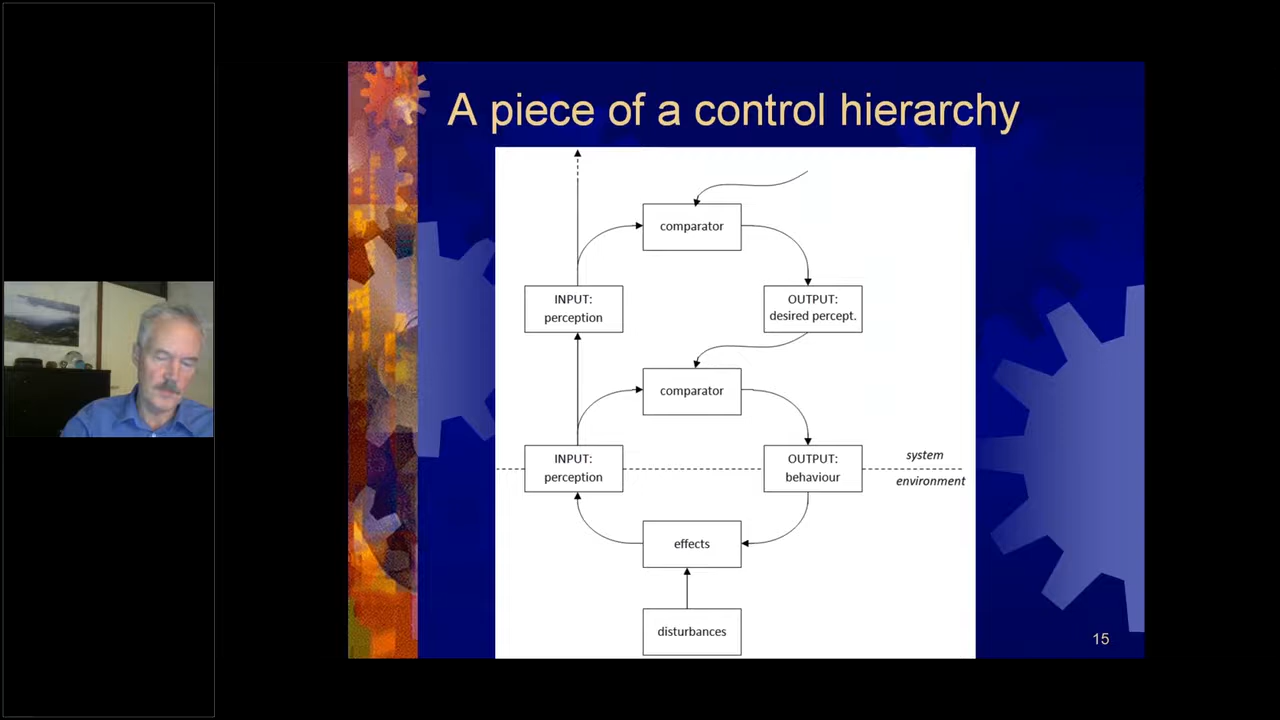 A piece of a control hierarchy
comparator
INPUT:
perception
OUTPUT:
desired percept.
comparator
INPUT:
perception
OUTPUT:
behaviour
system
environment
effects
disturbances
15